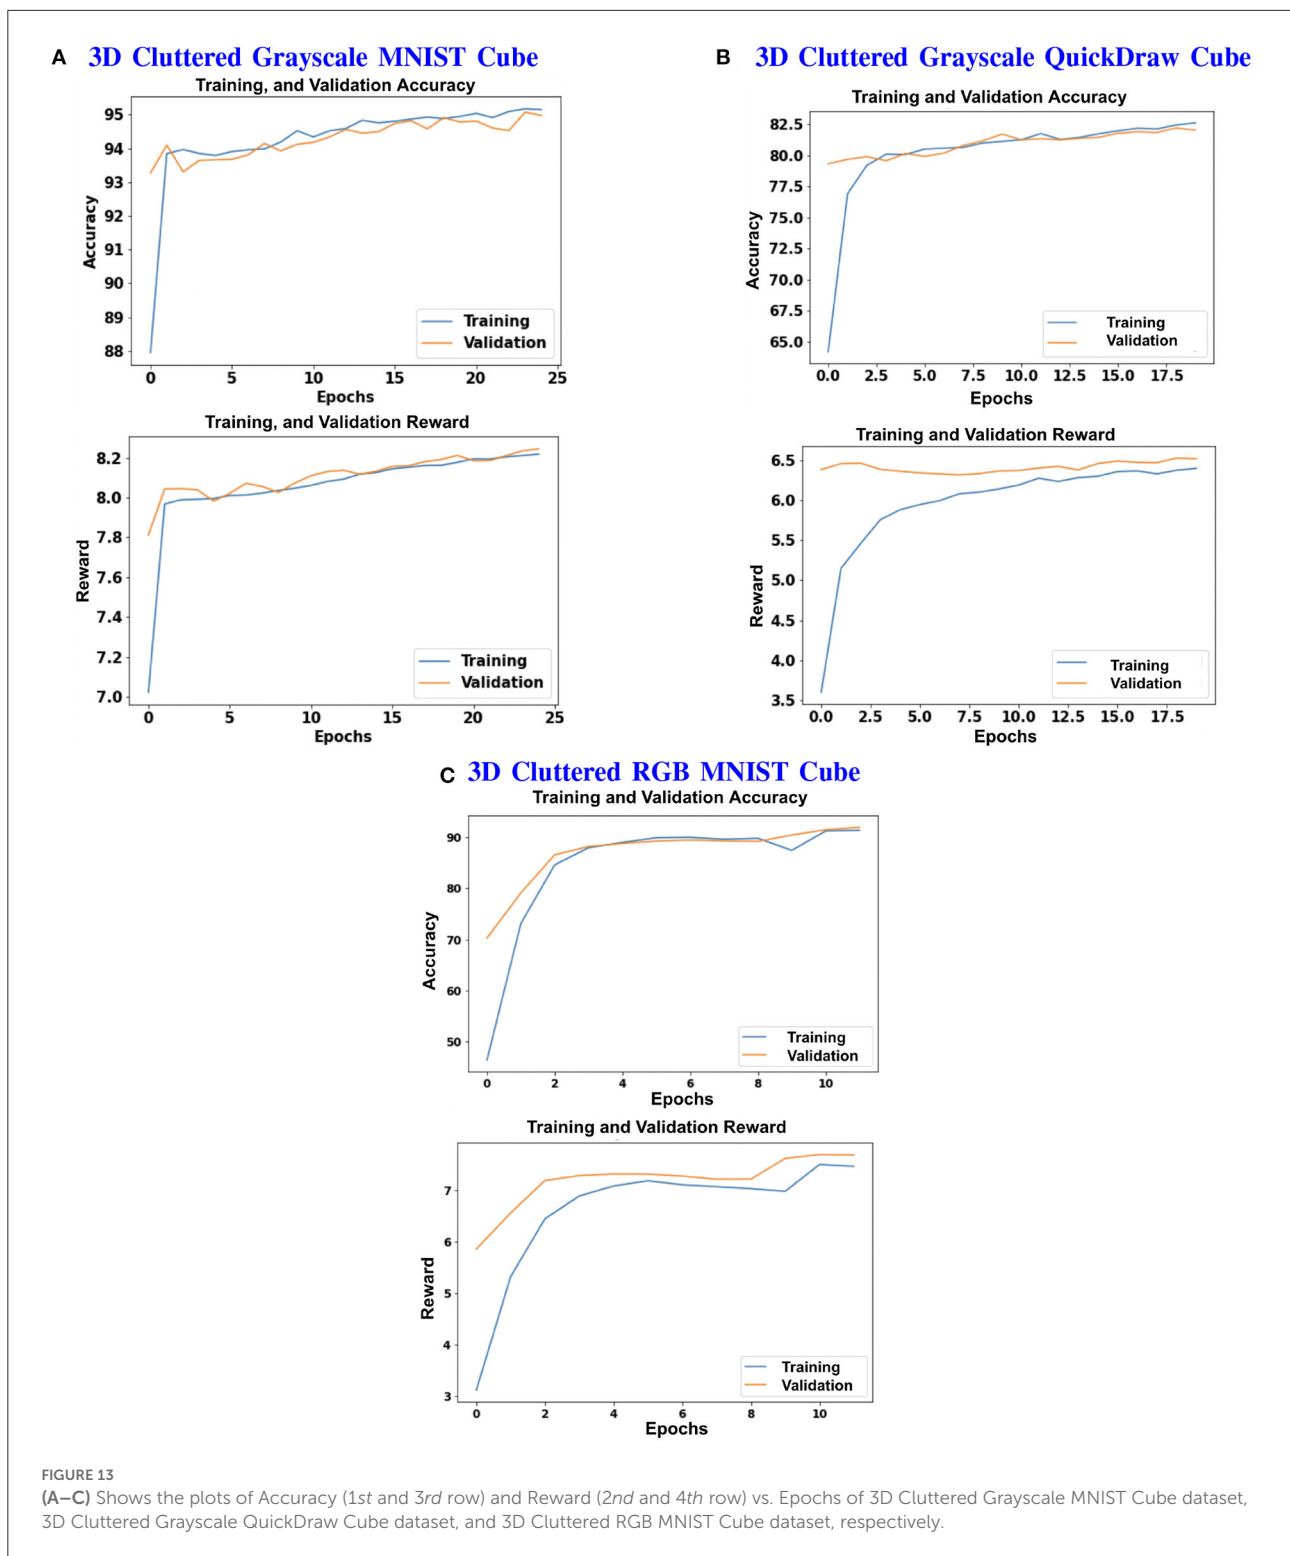 A 3D Cluttered Grayscale MNIST Cube
Training, and Validation Accuracy
95
94
93
92
91
90
89
88
Accuracy
Training
Validation
0 5 10 15 20 25
Epochs
Training, and Validation Reward
8.2
8.0
7.8
7.6
7.4
7.2
7.0
Reward
Training
Validation
0 5 10 15 20 25
Epochs
B 3D Cluttered Grayscale QuickDraw Cube
Training and Validation Accuracy
82.5
80.0
77.5
75.0
72.5
70.0
67.5
65.0
Accuracy
Training
Validation
0.0 2.5 5.0 7.5 10.0 12.5 15.0 17.5
Epochs
Training and Validation Reward
6.5
6.0
5.5
5.0
4.5
4.0
3.5
Reward
Training
Validation
0.0 2.5 5.0 7.5 10.0 12.5 15.0 17.5
Epochs
C 3D Cluttered RGB MNIST Cube
Training and Validation Accuracy
90
80
70
60
50
Accuracy
Training
Validation
0 2 4 6 8 10
Epochs
Training and Validation Reward
7
6
5
4
3
Reward
Training
Validation
0 2 4 6 8 10
Epochs
FIGURE 13
(A–C) Shows the plots of Accuracy (1st and 3rd row) and Reward (2nd and 4th row) vs. Epochs of 3D Cluttered Grayscale MNIST Cube dataset,
3D Cluttered Grayscale QuickDraw Cube dataset, and 3D Cluttered RGB MNIST Cube dataset, respectively.